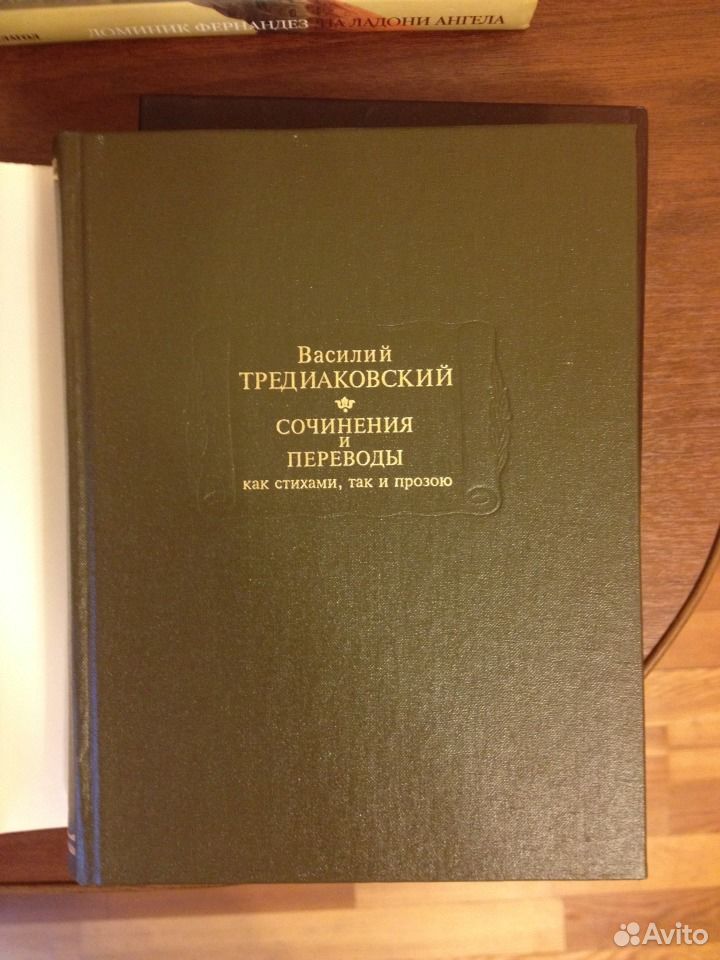 ДОМИНИК ФЕРНАНДЕЗ НА ЛАДОНИ АНГЕЛА
Василий
ТРЕДИАКОВСКИЙ
СОЧИНЕНИЯ
и
ПЕРЕВОДЫ
как стихами, так и прозою
Avito